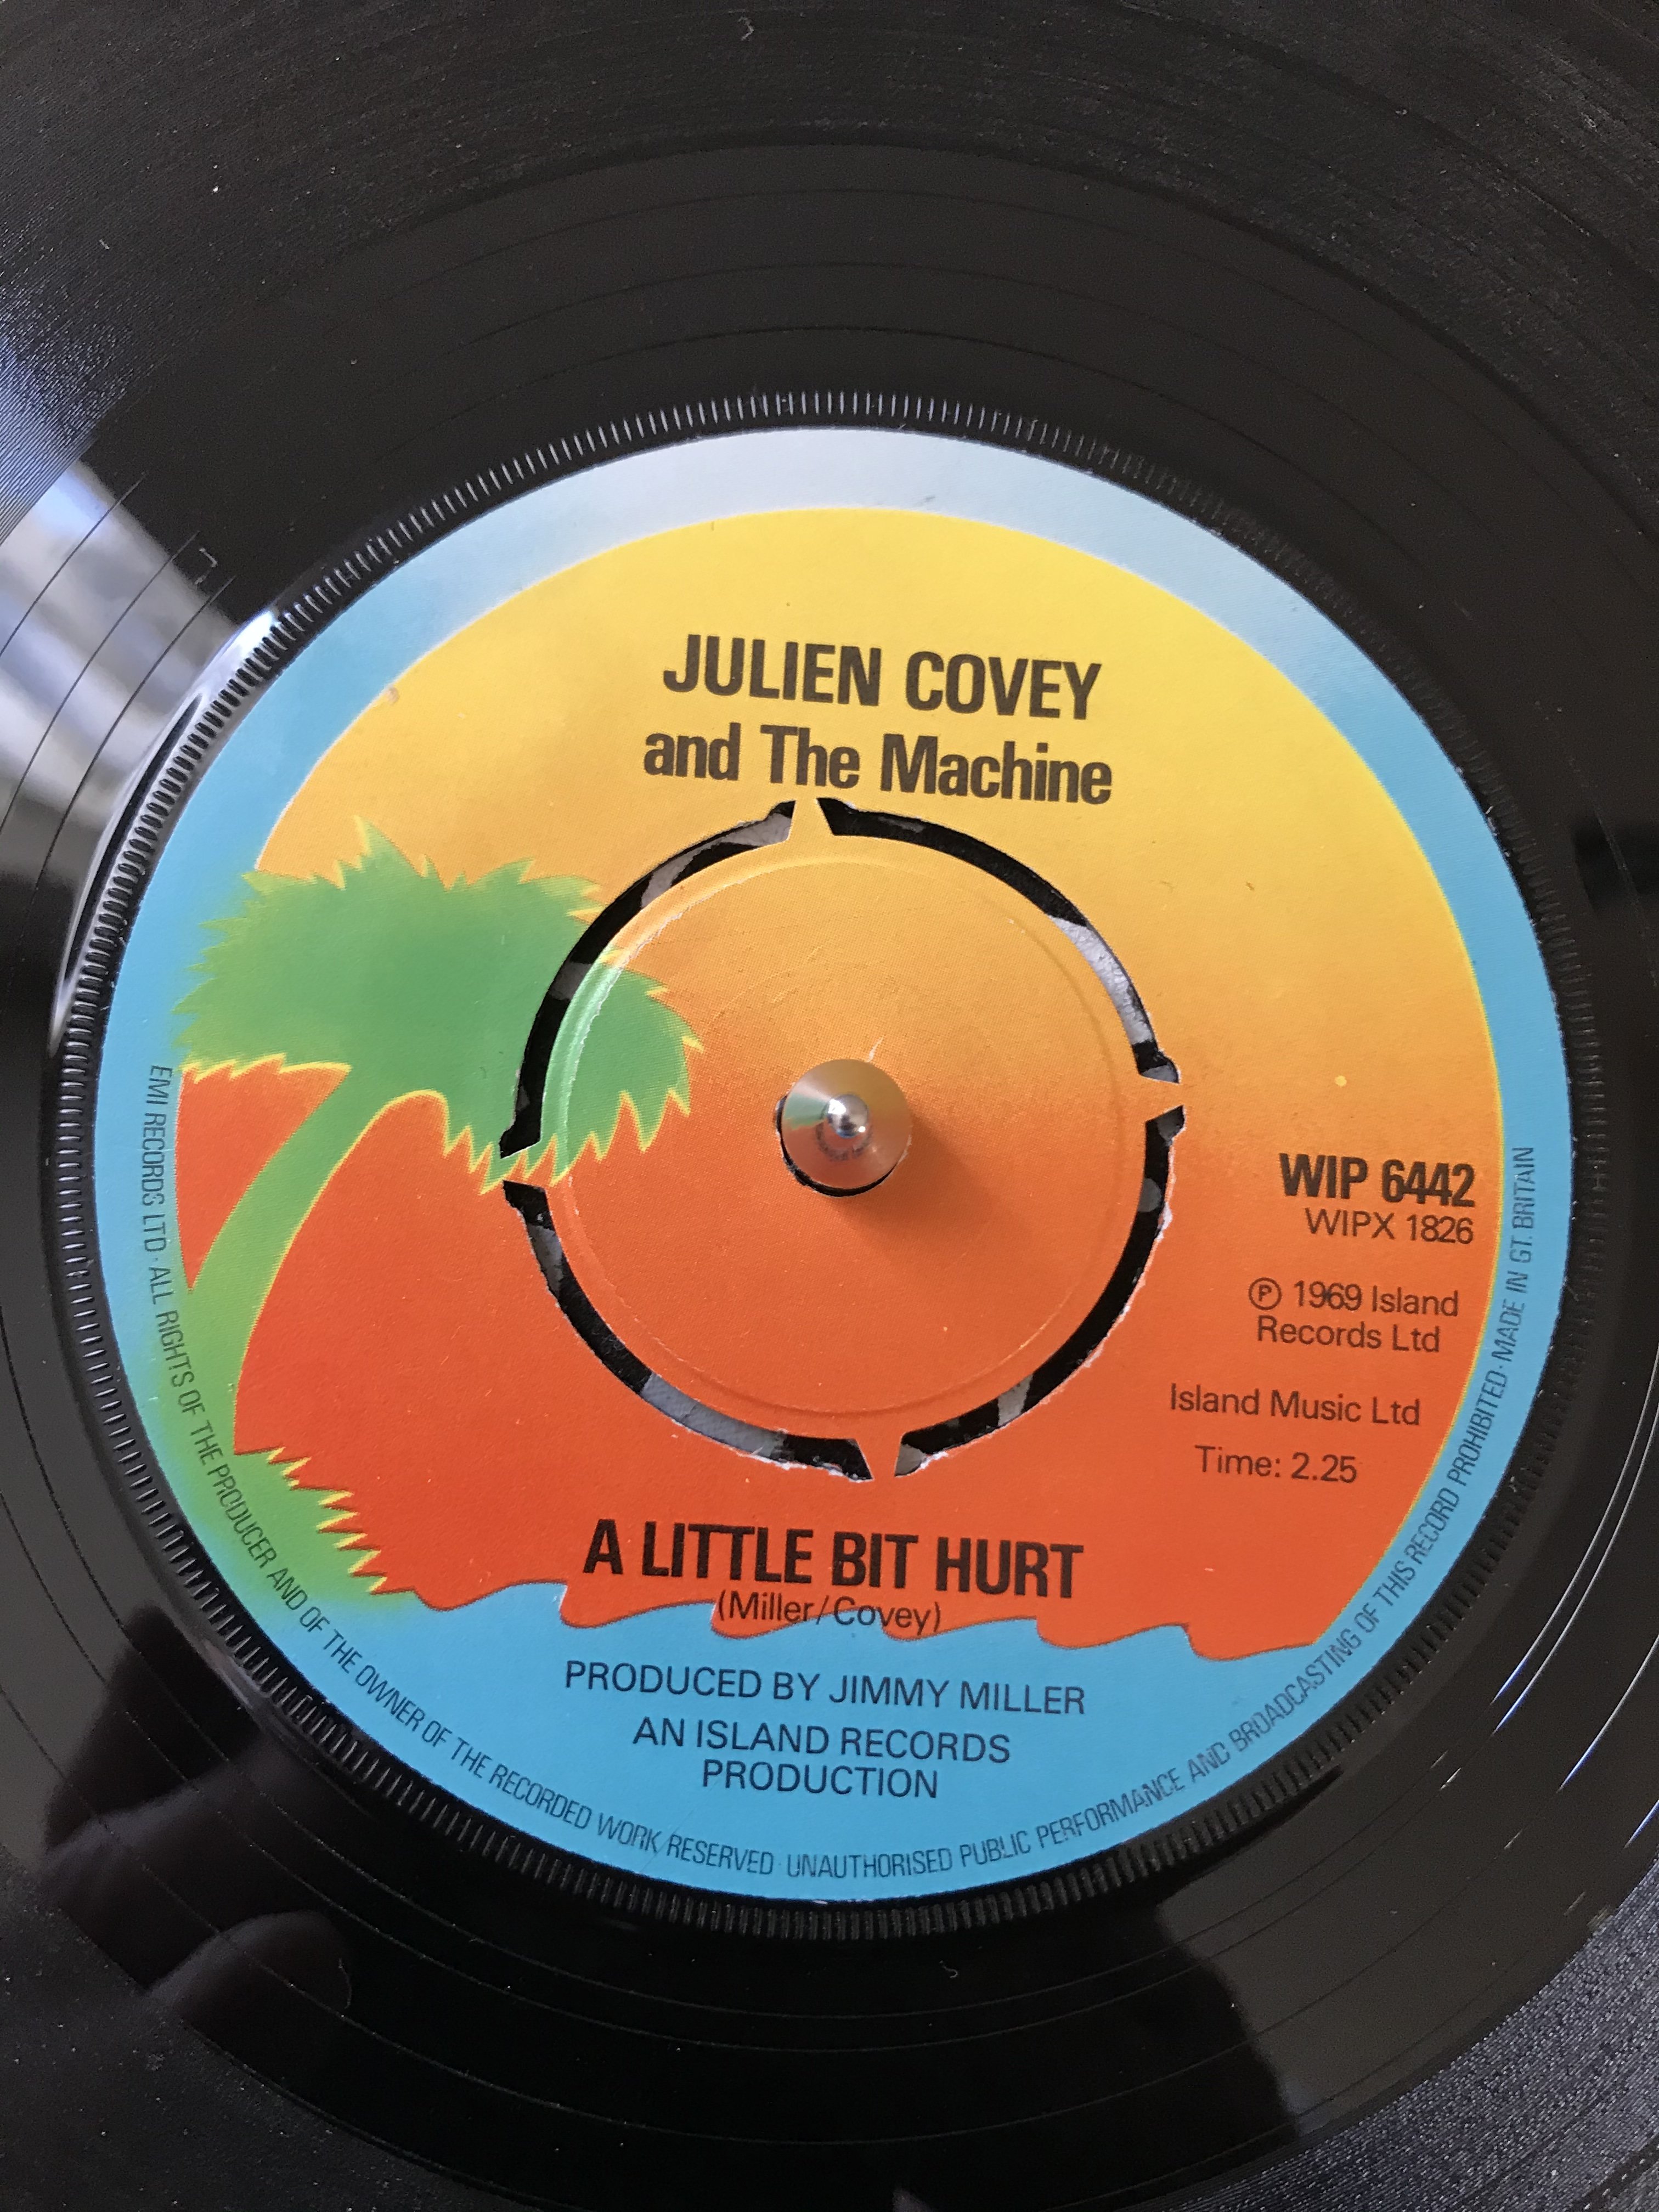 JULIEN COVEY
and The Machine
WIP 6442
WIPX 1826
Ⓟ 1969 Island
Records Ltd
Island Music Ltd
Time: 2.25
A LITTLE BIT HURT
(Miller/Covey)
PRODUCED BY JIMMY MILLER
AN ISLAND RECORDS
PRODUCTION
EMI RECORDS LTD · ALL RIGHTS OF THE PRODUCER AND OF THE OWNER OF THE RECORDED WORK RESERVED · UNAUTHORISED PUBLIC PERFORMANCE AND BROADCASTING OF THIS RECORD PROHIBITED · MADE IN GT. BRITAIN